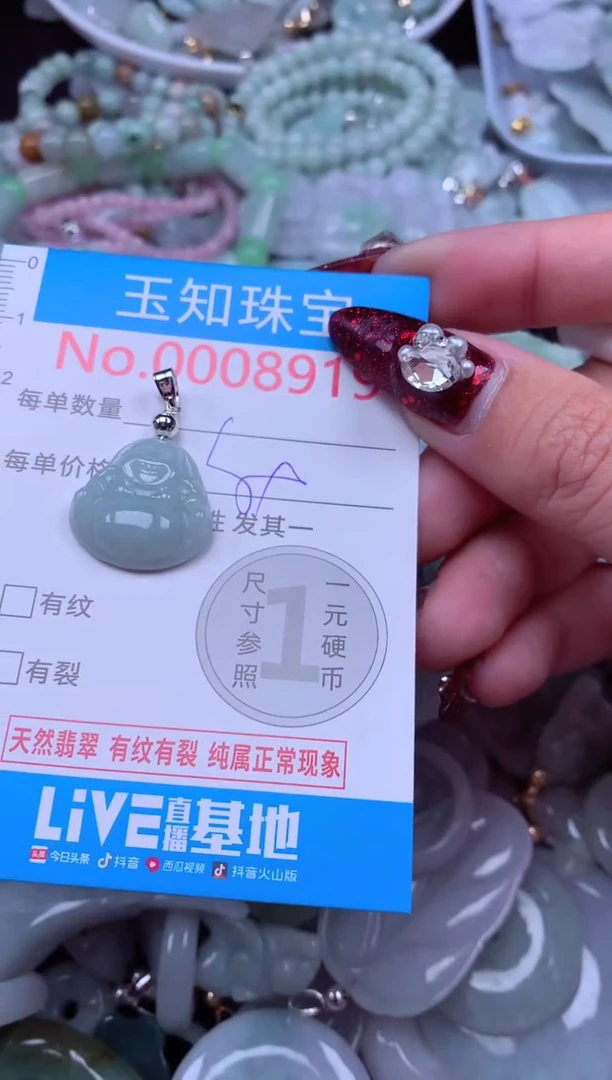 0
1
2
玉知珠宝
No.0008919
每单数量
每单价格
性 发其一
有纹
有裂
尺寸参照
1
一元硬币
天然翡翠 有纹有裂 纯属正常现象
LiVE直播基地
头条 今日头条 抖音 西瓜视频 抖音火山版